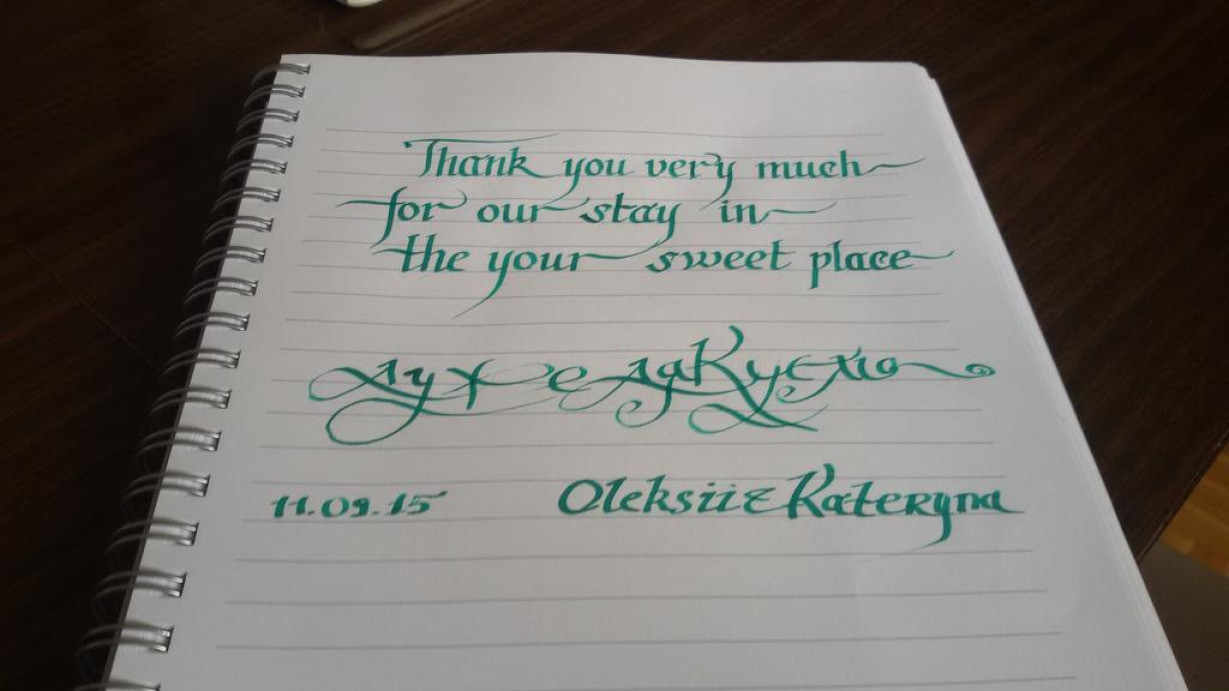 Thank you very much
for our stay in
the your sweet place
дуже дякуємо
11.09.15 Oleksii & Kateryna